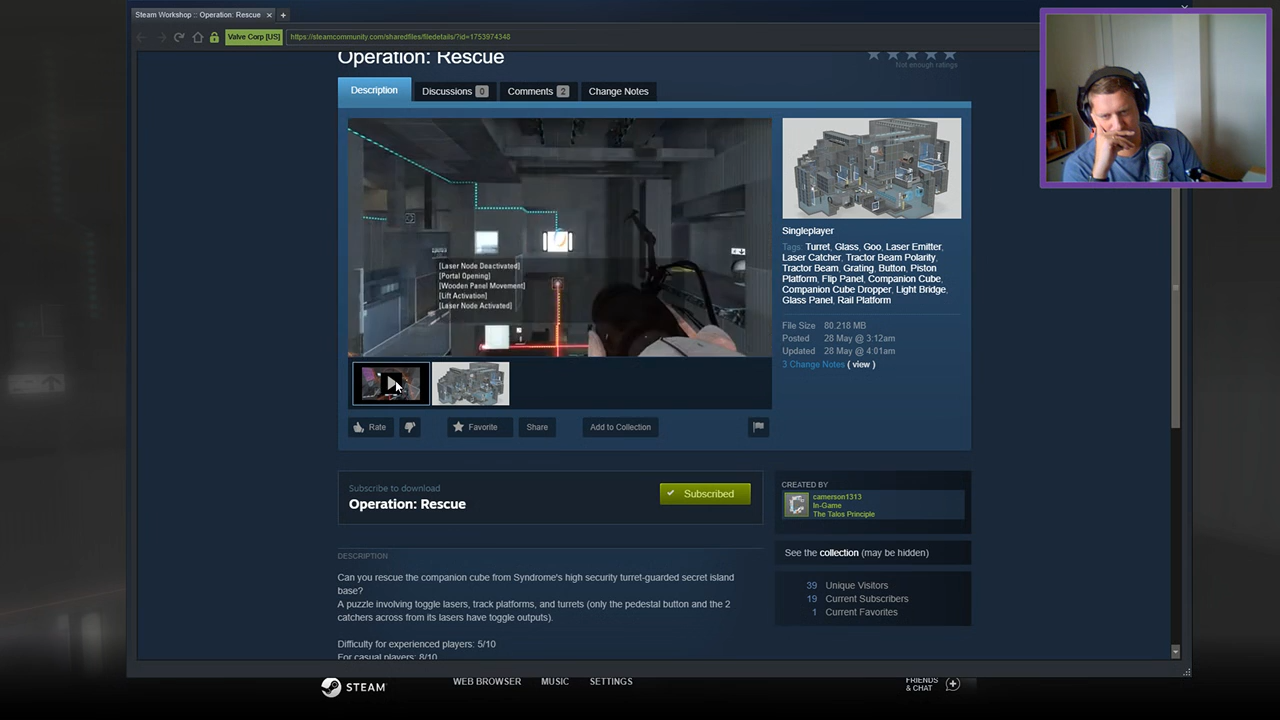 Steam Workshop :: Operation: Rescue
Valve Corp [US] https://steamcommunity.com/sharedfiles/filedetails/?id=1753974348
Operation: Rescue
Not enough ratings
Description Discussions 0 Comments 2 Change Notes
[Laser Node Deactivated]
[Portal Opening]
[Wooden Panel Movement]
[Lift Activation]
[Laser Node Activated]
Singleplayer
Tags: Turret, Glass, Goo, Laser Emitter,
Laser Catcher, Tractor Beam Polarity,
Tractor Beam, Grating, Button, Piston
Platform, Flip Panel, Companion Cube,
Companion Cube Dropper, Light Bridge,
Glass Panel, Rail Platform
File Size 80.218 MB
Posted 28 May @ 3:12am
Updated 28 May @ 4:01am
3 Change Notes ( view )
Rate Favorite Share Add to Collection
Subscribe to download
Operation: Rescue
Subscribed
CREATED BY
camerson1313
In-Game
The Talos Principle
See the collection (may be hidden)
39 Unique Visitors
19 Current Subscribers
1 Current Favorites
DESCRIPTION
Can you rescue the companion cube from Syndrome's high security turret-guarded secret island
base?
A puzzle involving toggle lasers, track platforms, and turrets (only the pedestal button and the 2
catchers across from its lasers have toggle outputs).
Difficulty for experienced players: 5/10
For casual players: 8/10
STEAM
WEB BROWSER MUSIC SETTINGS
FRIENDS
& CHAT